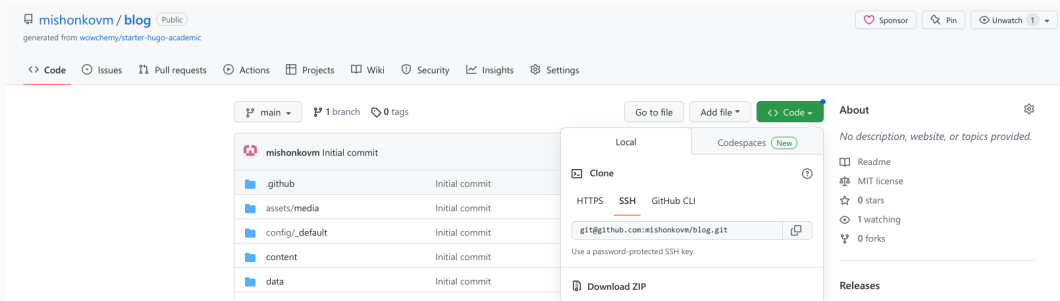 mishonkovm / blog Public
Sponsor Pin Unwatch 1
generated from wowchemy/starter-hugo-academic
Code Issues Pull requests Actions Projects Wiki Security Insights Settings
main 1 branch 0 tags Go to file Add file Code
About
No description, website, or topics provided.
Readme
MIT license
0 stars
1 watching
0 forks
Releases
mishonkovm Initial commit
.github Initial commit
assets/media Initial commit
config/_default Initial commit
content Initial commit
data Initial commit
Local Codespaces New
Clone
HTTPS SSH GitHub CLI
git@github.com:mishonkovm/blog.git
Use a password-protected SSH key.
Download ZIP